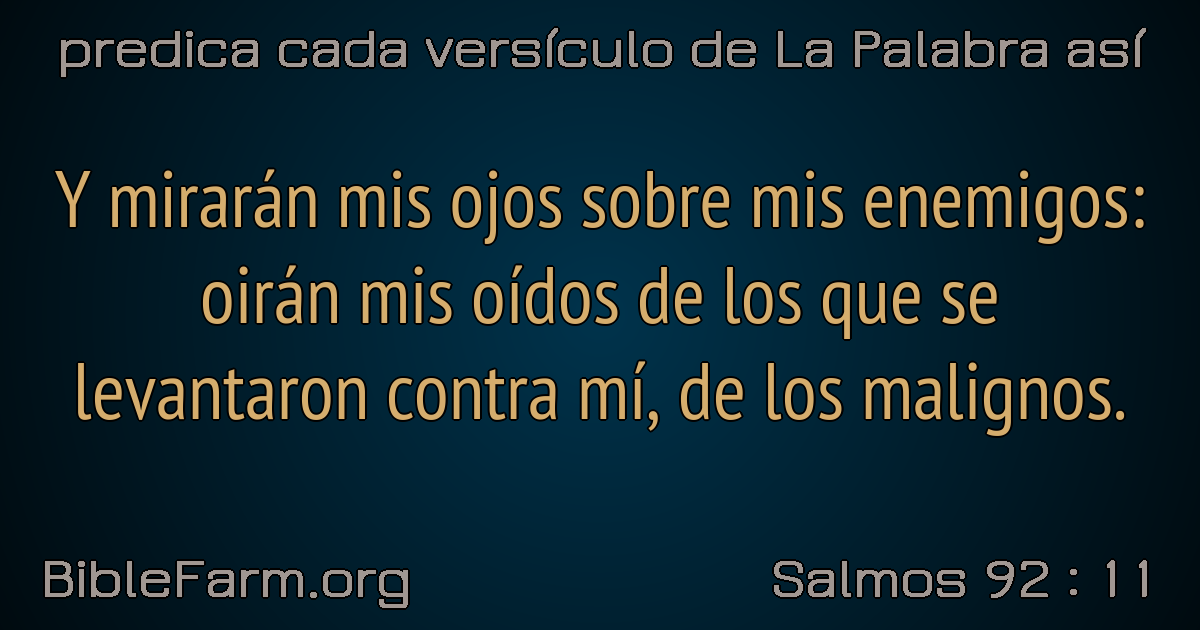 predica cada versículo de La Palabra así
Y mirarán mis ojos sobre mis enemigos:
oirán mis oídos de los que se
levantaron contra mí, de los malignos.
BibleFarm.org
Salmos 92 : 11